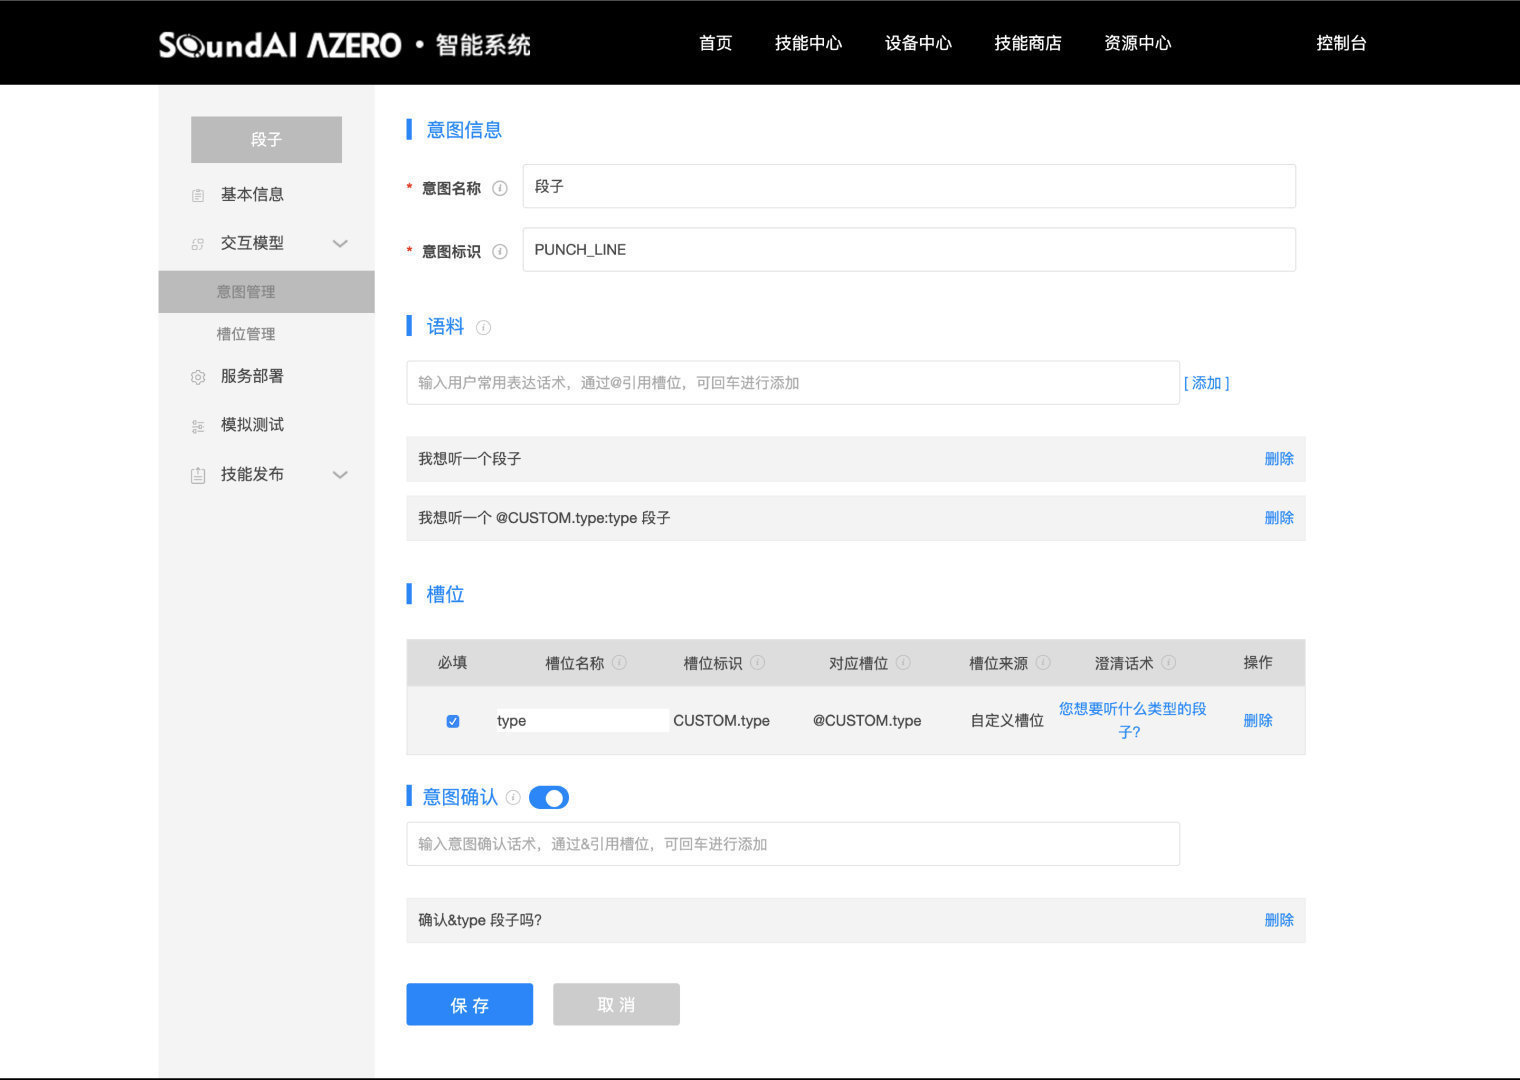 SoundAI AZERO · 智能系统
首页 技能中心 设备中心 技能商店 资源中心 控制台
段子
基本信息
交互模型
意图管理
槽位管理
服务部署
模拟测试
技能发布
意图信息
* 意图名称 段子
* 意图标识 PUNCH_LINE
语料
输入用户常用表达话术，通过@引用槽位，可回车进行添加 [ 添加 ]
我想听一个段子 删除
我想听一个 @CUSTOM.type:type 段子 删除
槽位
必填 槽位名称 槽位标识 对应槽位 槽位来源 澄清话术 操作
type CUSTOM.type @CUSTOM.type 自定义槽位 您想要听什么类型的段 删除
子?
意图确认
输入意图确认话术，通过&引用槽位，可回车进行添加
确认&type 段子吗? 删除
保存 取消